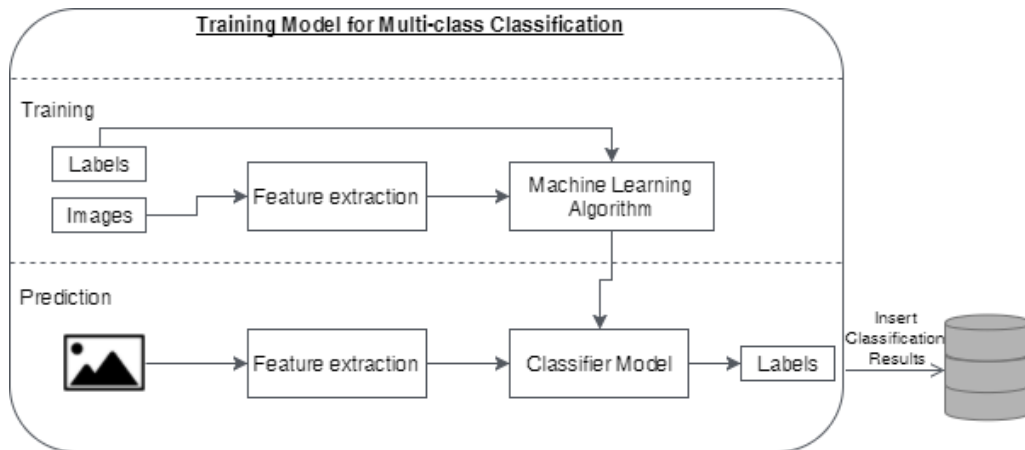 Training Model for Multi-class Classification
Training
Labels
Images
Feature extraction
Machine Learning
Algorithm
Prediction
Feature extraction
Classifier Model
Labels
Insert
Classification
Results